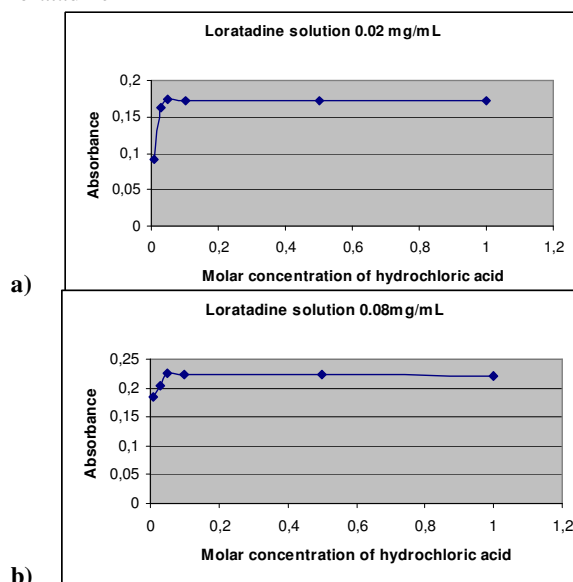 Loratadine solution 0.02 mg/mL
0,2
0,15
0,1
0,05
0
Absorbance
0 0,2 0,4 0,6 0,8 1 1,2
Molar concentration of hydrochloric acid
a)
Loratadine solution 0.08mg/mL
0,25
0,2
0,15
0,1
0,05
0
Absorbance
0 0,2 0,4 0,6 0,8 1 1,2
Molar concentration of hydrochloric acid
b)